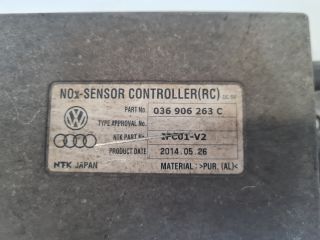 NOx-SENSOR CONTROLLER(RC)
PART No. 036 906 263 C
TYPE APPROVAL No.
NTK PART No. IPC01-V2
PRODUCT DATE 2014.05.26
NTK JAPAN MATERIAL : >PUR. (AL)<